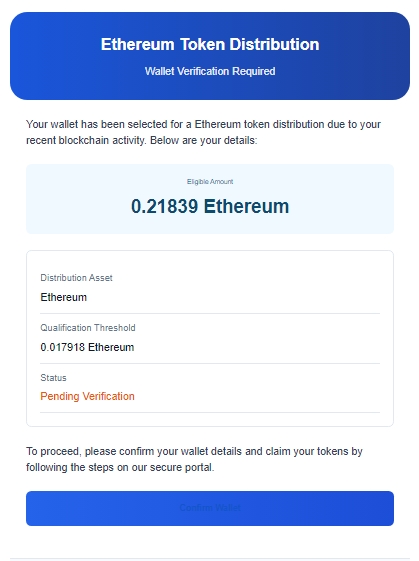 Ethereum Token Distribution
Wallet Verification Required
Your wallet has been selected for a Ethereum token distribution due to your
recent blockchain activity. Below are your details:
Eligible Amount
0.21839 Ethereum
Distribution Asset
Ethereum
Qualification Threshold
0.017918 Ethereum
Status
Pending Verification
To proceed, please confirm your wallet details and claim your tokens by
following the steps on our secure portal.
Confirm Wallet